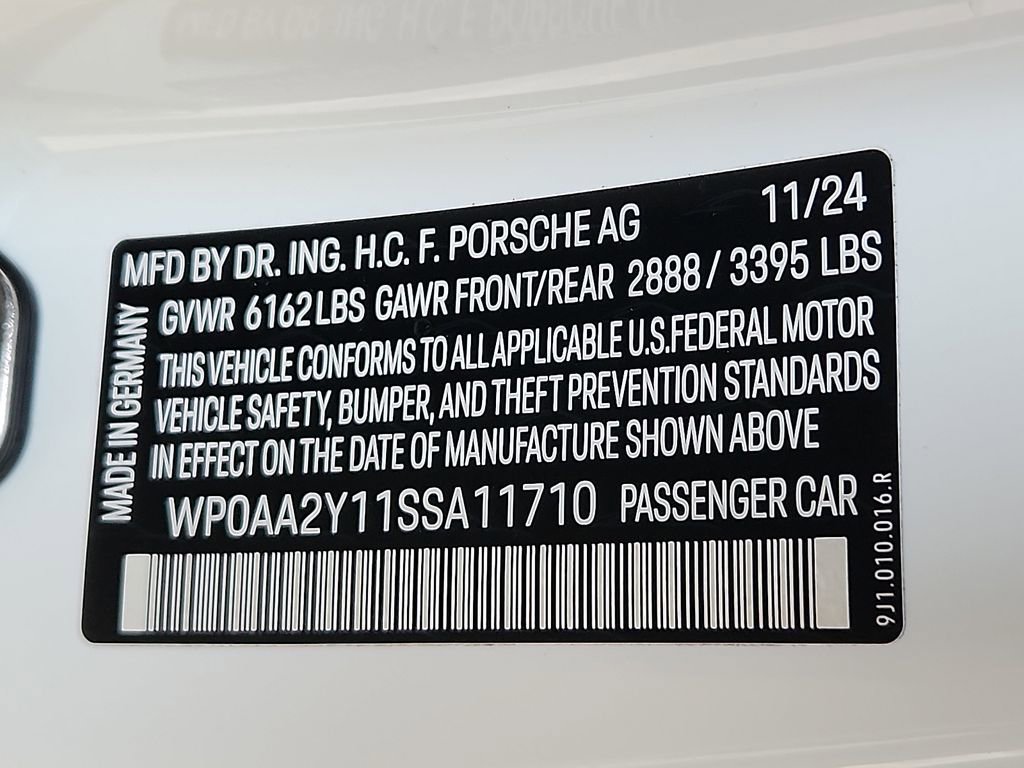 MFD BY DR. ING. H.C. F. PORSCHE AG 11/24
GVWR 6162LBS GAWR FRONT/REAR 2888 / 3395 LBS
THIS VEHICLE CONFORMS TO ALL APPLICABLE U.S.FEDERAL MOTOR
VEHICLE SAFETY, BUMPER, AND THEFT PREVENTION STANDARDS
IN EFFECT ON THE DATE OF MANUFACTURE SHOWN ABOVE
WP0AA2Y11SSA11710 PASSENGER CAR
MADE IN GERMANY
9J1.010.016.R